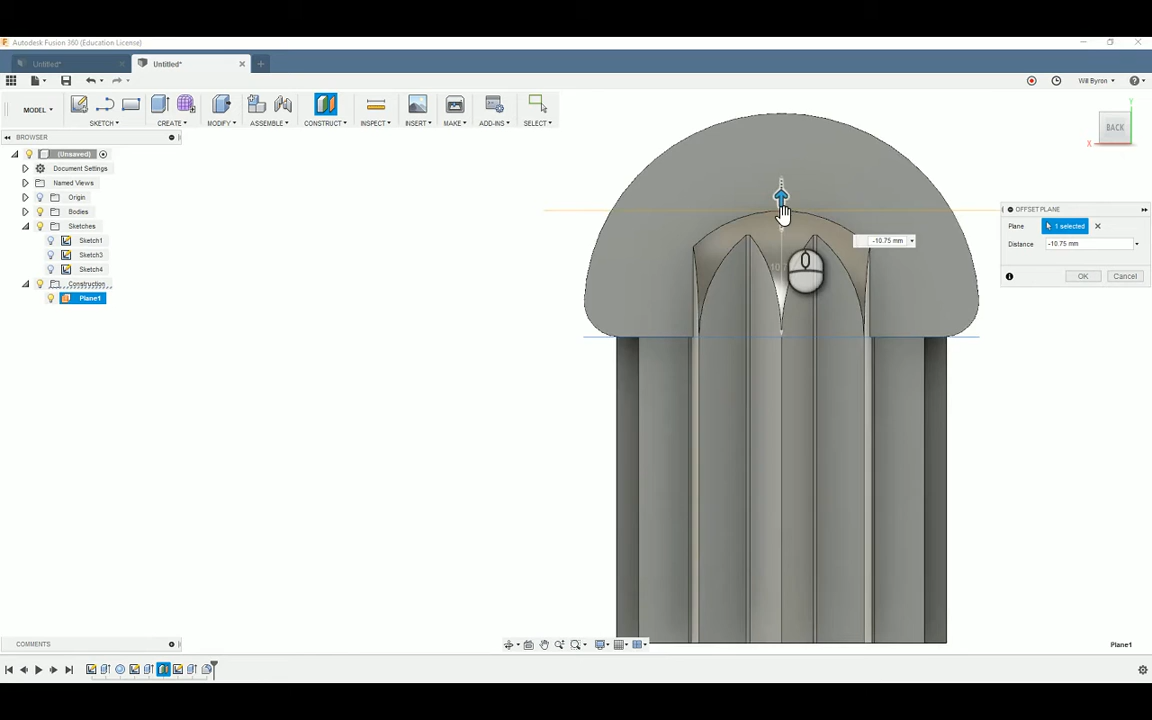 Autodesk Fusion 360 (Education License)
Untitled*
Untitled*
Will Byron
MODEL
SKETCH
CREATE
MODIFY
ASSEMBLE
CONSTRUCT
INSPECT
INSERT
MAKE
ADD-INS
SELECT
BROWSER
(Unsaved)
Document Settings
Named Views
Origin
Bodies
Sketches
Sketch1
Sketch3
Sketch4
Construction
Plane1
Y
BACK
X
OFFSET PLANE
Plane 1 selected
Distance -10.75 mm
OK Cancel
-10.75 mm
COMMENTS
Plane1